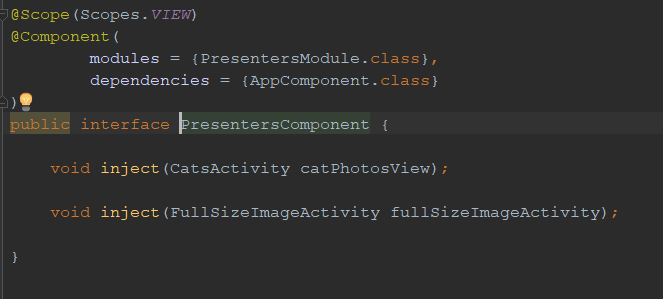 @Scope(Scopes.VIEW)
@Component(
        modules = {PresentersModule.class},
        dependencies = {AppComponent.class}
)
public interface PresentersComponent {
    void inject(CatsActivity catPhotosView);
    void inject(FullSizeImageActivity fullSizeImageActivity);
}